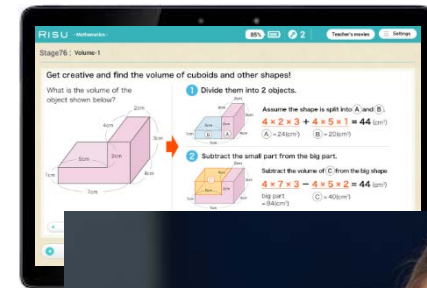 RISU - Mathematics -
85%
2
Teacher's movies
Settings
Stage76 : Volume-1
Get creative and find the volume of cuboids and other shapes!
What is the volume of the
object shown below?
2cm
3cm
5cm
2cm
4cm
1cm
7cm
1 Divide them into 2 objects.
Assume the shape is split into A and B.
4 × 2 × 3 + 4 × 5 × 1 = 44 (cm³)
A = 24(cm³) B = 20(cm³)
2 Subtract the small part from the big part.
Subtract the volume of C from the big shape
4 × 7 × 3 − 4 × 5 × 2 = 44 (cm³)
big part
= 84(cm³)
C = 40(cm³)